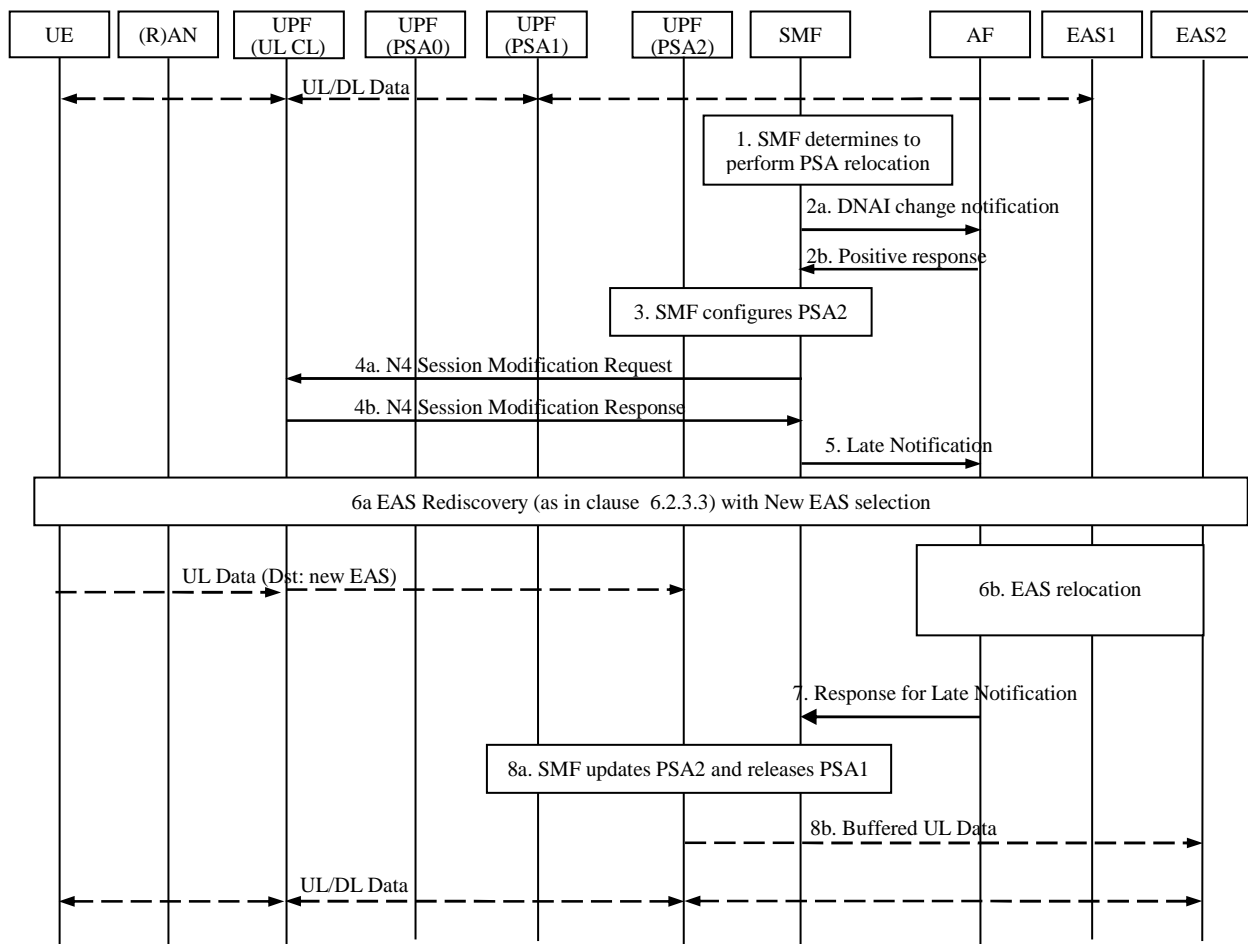 UE
(R)AN
UPF
(UL CL)
UPF
(PSA0)
UPF
(PSA1)
UPF
(PSA2)
SMF
AF
EAS1
EAS2
UL/DL Data
1. SMF determines to
perform PSA relocation
2a. DNAI change notification
2b. Positive response
3. SMF configures PSA2
4a. N4 Session Modification Request
4b. N4 Session Modification Response
5. Late Notification
6a EAS Rediscovery (as in clause 6.2.3.3) with New EAS selection
UL Data (Dst: new EAS)
6b. EAS relocation
7. Response for Late Notification
8a. SMF updates PSA2 and releases PSA1
8b. Buffered UL Data
UL/DL Data